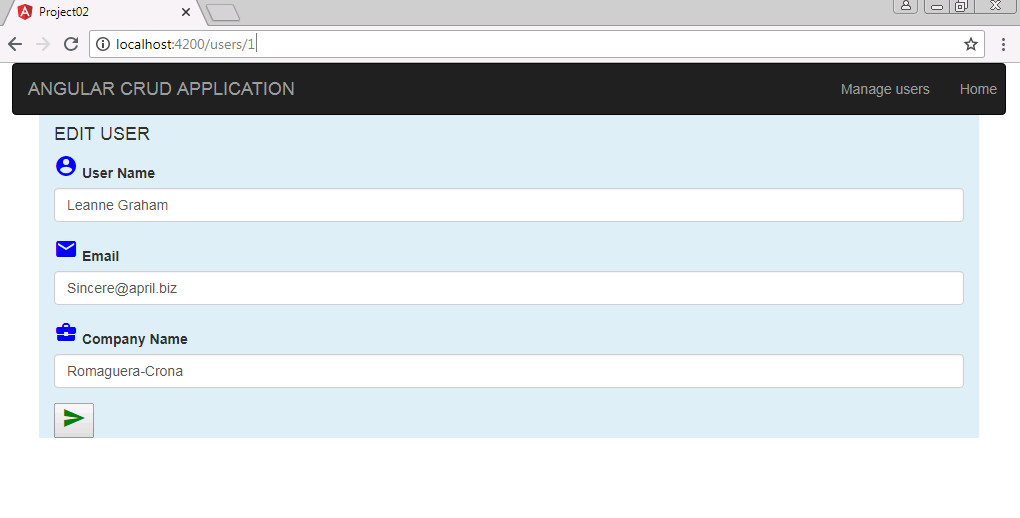 Project02
localhost:4200/users/1
ANGULAR CRUD APPLICATION Manage users Home
EDIT USER
User Name
Leanne Graham
Email
Sincere@april.biz
Company Name
Romaguera-Crona